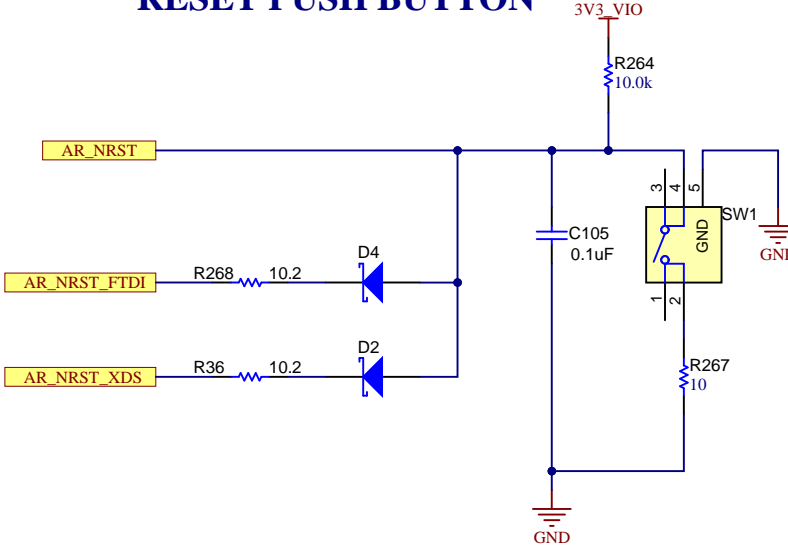 RESET PUSH BUTTON
3V3_VIO
R264
10.0k
AR_NRST
3
4
5
SW1
GND
GND
C105
0.1uF
D4
AR_NRST_FTDI
R268
10.2
1
2
D2
AR_NRST_XDS
R36
10.2
R267
10
GND